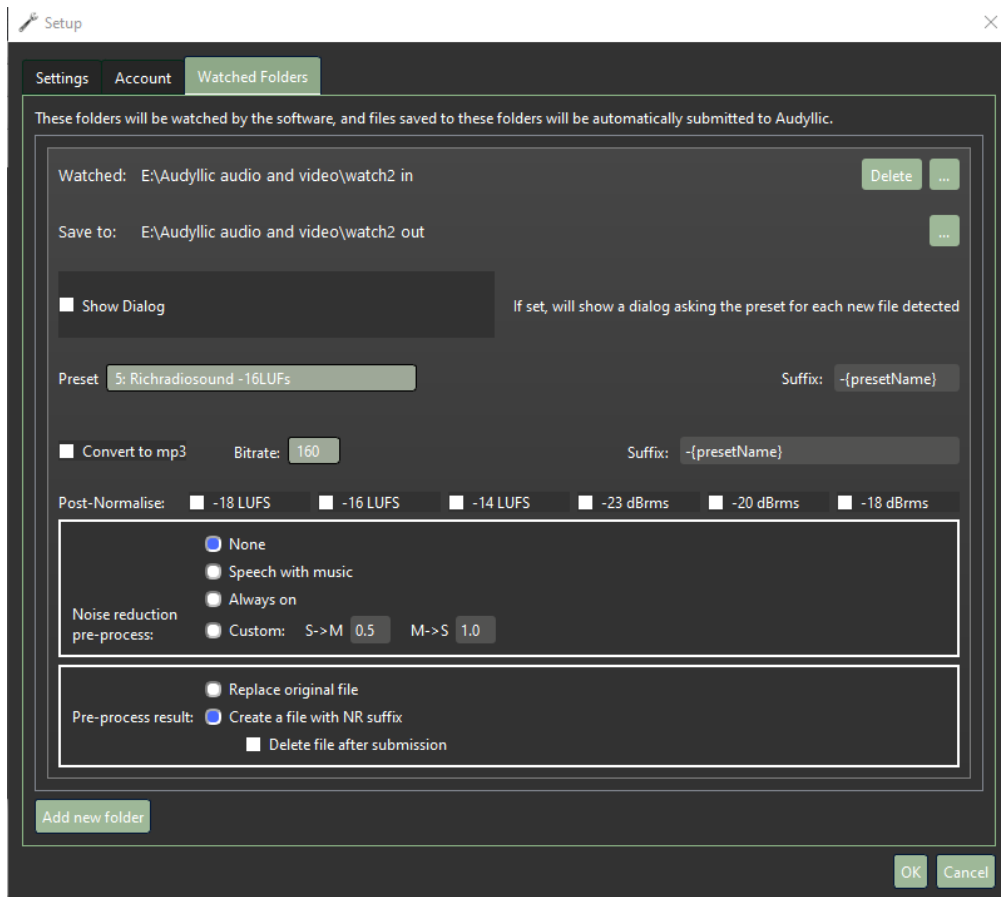 Setup
Settings Account Watched Folders
These folders will be watched by the software, and files saved to these folders will be automatically submitted to Audyllic.
Watched: E:\Audyllic audio and video\watch2 in Delete ...
Save to: E:\Audyllic audio and video\watch2 out ...
Show Dialog If set, will show a dialog asking the preset for each new file detected
Preset 5: Richradiosound -16LUFs Suffix: -{presetName}
Convert to mp3 Bitrate: 160 Suffix: -{presetName}
Post-Normalise: -18 LUFS -16 LUFS -14 LUFS -23 dBrms -20 dBrms -18 dBrms
None
Speech with music
Always on
Noise reduction
pre-process:
Custom: S->M 0.5 M->S 1.0
Replace original file
Pre-process result: Create a file with NR suffix
Delete file after submission
Add new folder
OK Cancel